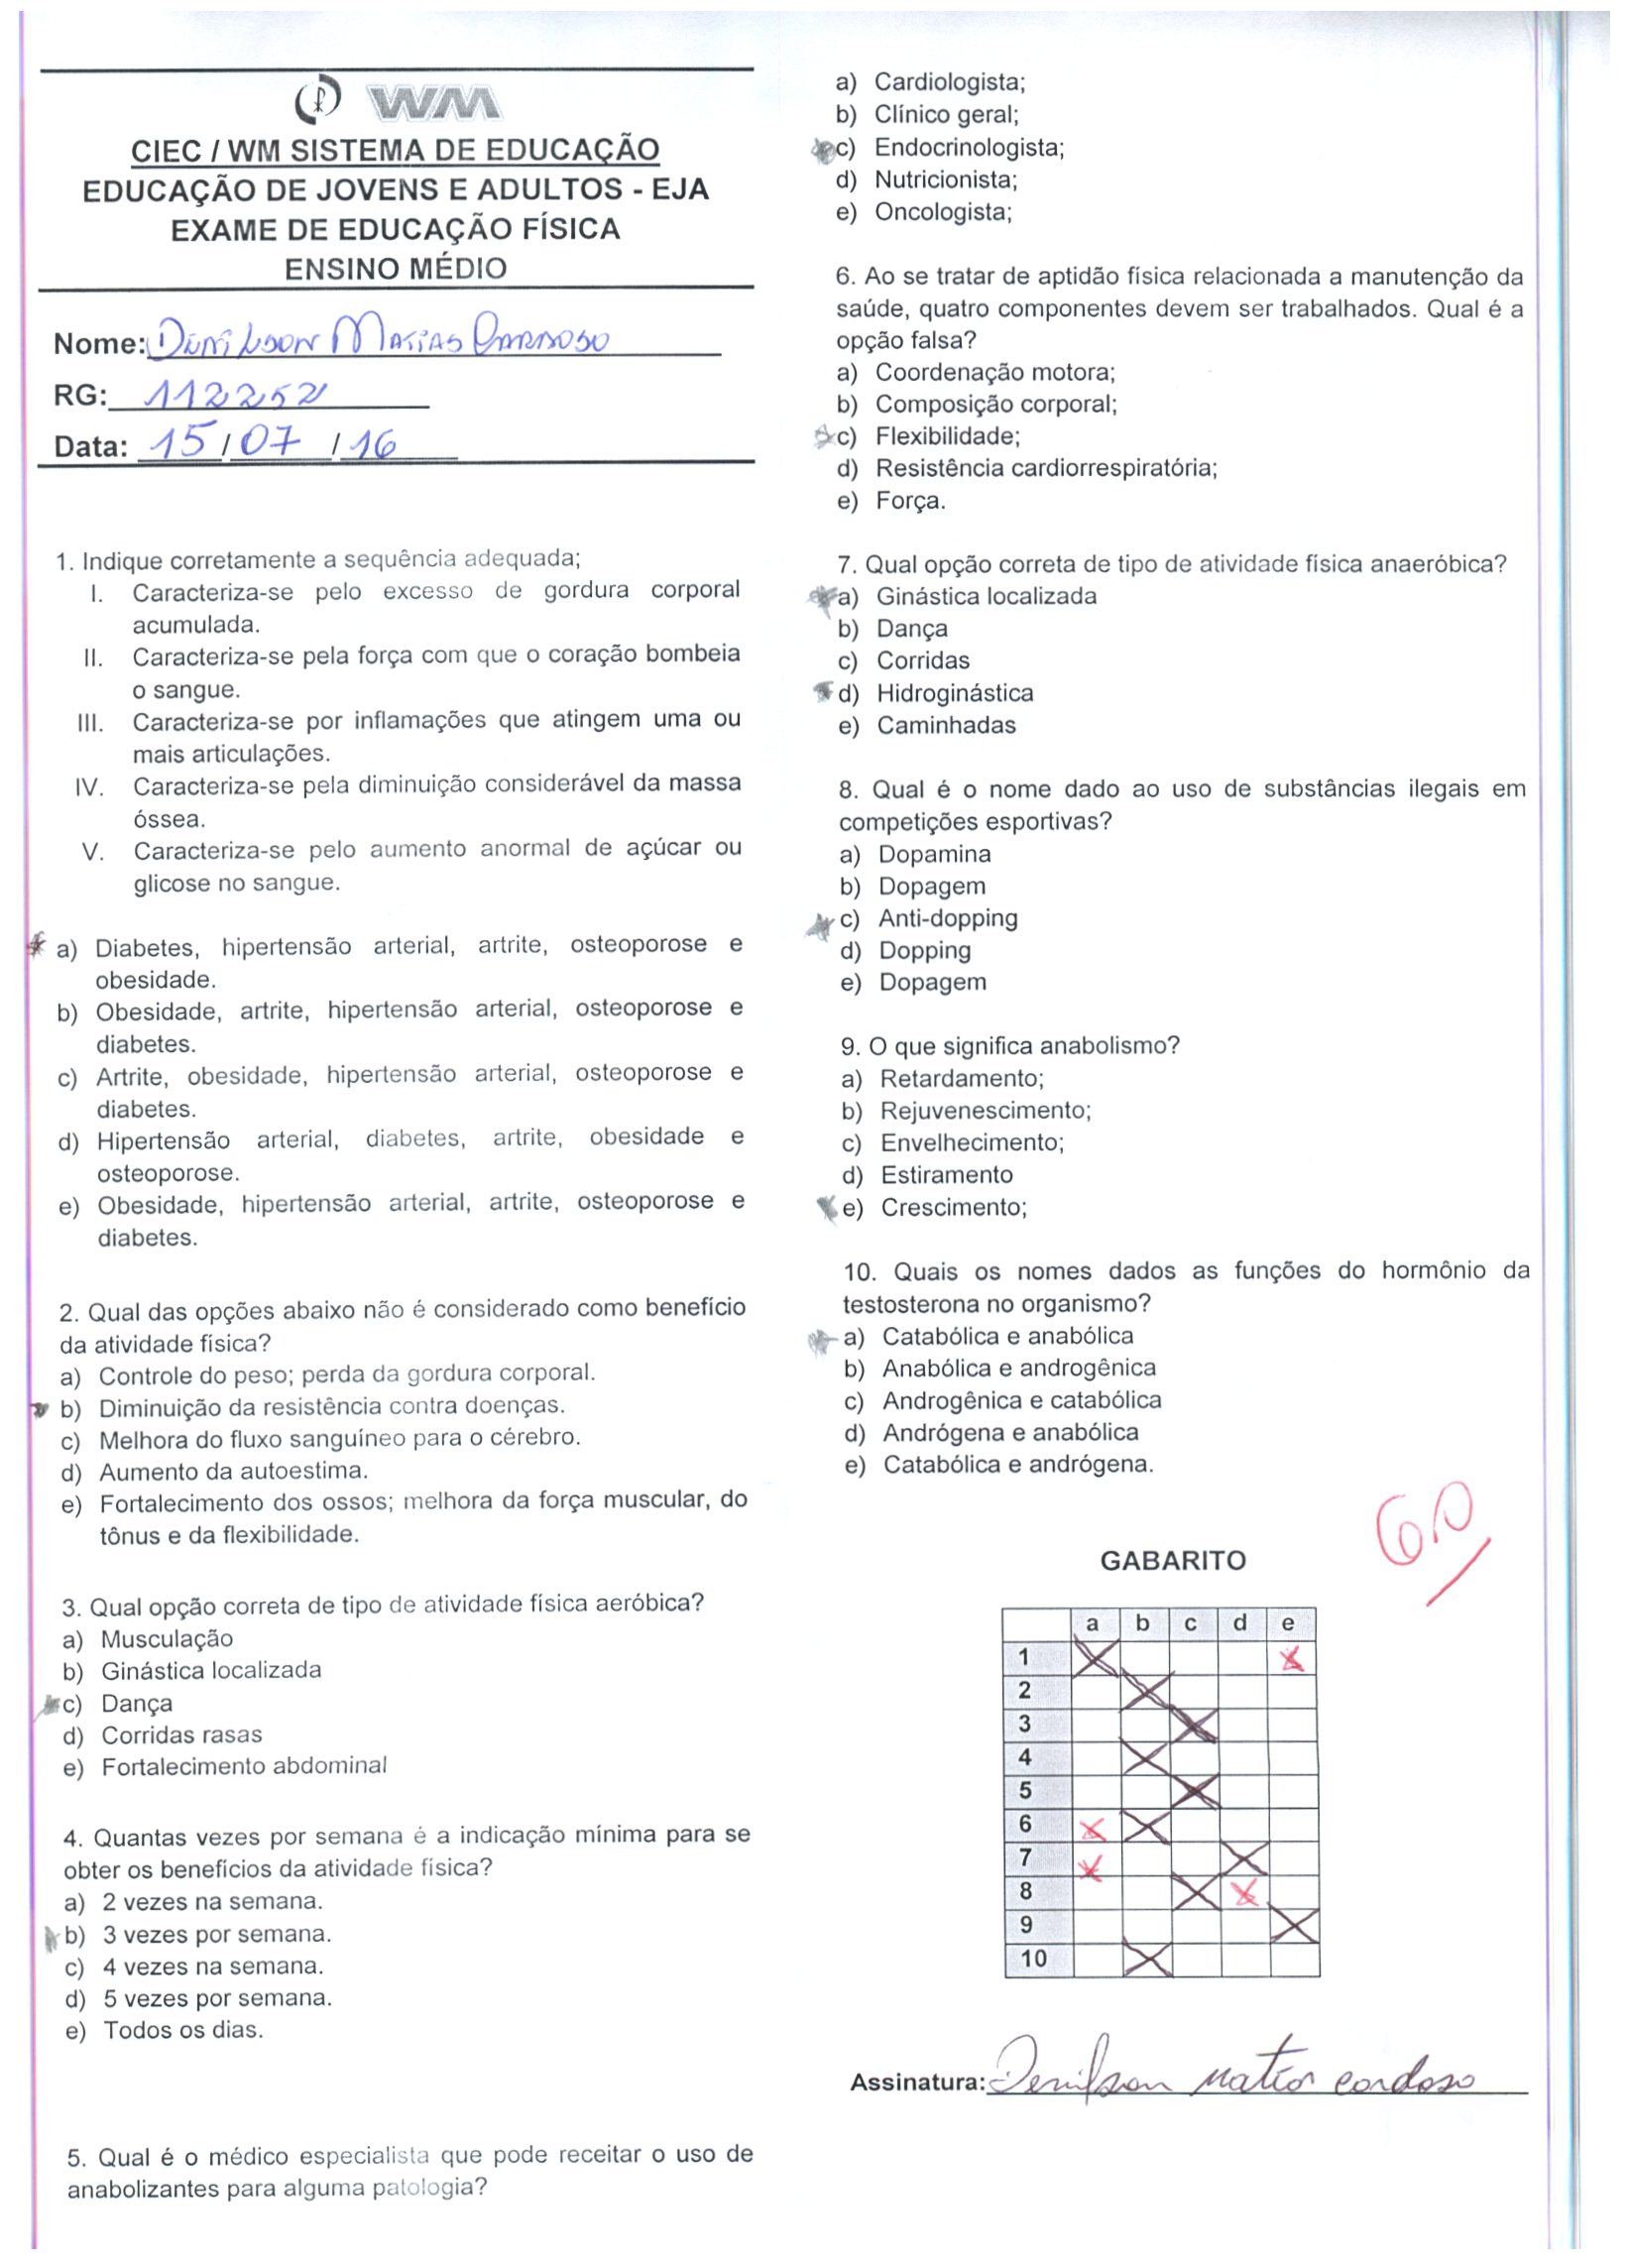 WM
CIEC / WM SISTEMA DE EDUCAÇÃO
EDUCAÇÃO DE JOVENS E ADULTOS - EJA
EXAME DE EDUCAÇÃO FÍSICA
ENSINO MÉDIO
Nome: Denilson Matias Cardoso
RG: 112252
Data: 15/07/16
1. Indique corretamente a sequência adequada;
I. Caracteriza-se pelo excesso de gordura corporal
acumulada.
II. Caracteriza-se pela força com que o coração bombeia
o sangue.
III. Caracteriza-se por inflamações que atingem uma ou
mais articulações.
IV. Caracteriza-se pela diminuição considerável da massa
óssea.
V. Caracteriza-se pelo aumento anormal de açúcar ou
glicose no sangue.
a) Diabetes, hipertensão arterial, artrite, osteoporose e
obesidade.
b) Obesidade, artrite, hipertensão arterial, osteoporose e
diabetes.
c) Artrite, obesidade, hipertensão arterial, osteoporose e
diabetes.
d) Hipertensão arterial, diabetes, artrite, obesidade e
osteoporose.
e) Obesidade, hipertensão arterial, artrite, osteoporose e
diabetes.
2. Qual das opções abaixo não é considerado como benefício
da atividade física?
a) Controle do peso; perda da gordura corporal.
b) Diminuição da resistência contra doenças.
c) Melhora do fluxo sanguíneo para o cérebro.
d) Aumento da autoestima.
e) Fortalecimento dos ossos; melhora da força muscular, do
tônus e da flexibilidade.
3. Qual opção correta de tipo de atividade física aeróbica?
a) Musculação
b) Ginástica localizada
c) Dança
d) Corridas rasas
e) Fortalecimento abdominal
4. Quantas vezes por semana é a indicação mínima para se
obter os benefícios da atividade física?
a) 2 vezes na semana.
b) 3 vezes por semana.
c) 4 vezes na semana.
d) 5 vezes por semana.
e) Todos os dias.
5. Qual é o médico especialista que pode receitar o uso de
anabolizantes para alguma patologia?
a) Cardiologista;
b) Clínico geral;
c) Endocrinologista;
d) Nutricionista;
e) Oncologista;
6. Ao se tratar de aptidão física relacionada a manutenção da
saúde, quatro componentes devem ser trabalhados. Qual é a
opção falsa?
a) Coordenação motora;
b) Composição corporal;
c) Flexibilidade;
d) Resistência cardiorrespiratória;
e) Força.
7. Qual opção correta de tipo de atividade física anaeróbica?
a) Ginástica localizada
b) Dança
c) Corridas
d) Hidroginástica
e) Caminhadas
8. Qual é o nome dado ao uso de substâncias ilegais em
competições esportivas?
a) Dopamina
b) Dopagem
c) Anti-dopping
d) Dopping
e) Dopagem
9. O que significa anabolismo?
a) Retardamento;
b) Rejuvenescimento;
c) Envelhecimento;
d) Estiramento
e) Crescimento;
10. Quais os nomes dados as funções do hormônio da
testosterona no organismo?
a) Catabólica e anabólica
b) Anabólica e androgênica
c) Androgênica e catabólica
d) Andrógena e anabólica
e) Catabólica e andrógena.
6,0
GABARITO
a b c d e
1
2
3
4
5
6
7
8
9
10
Assinatura: Denilson matias cardoso